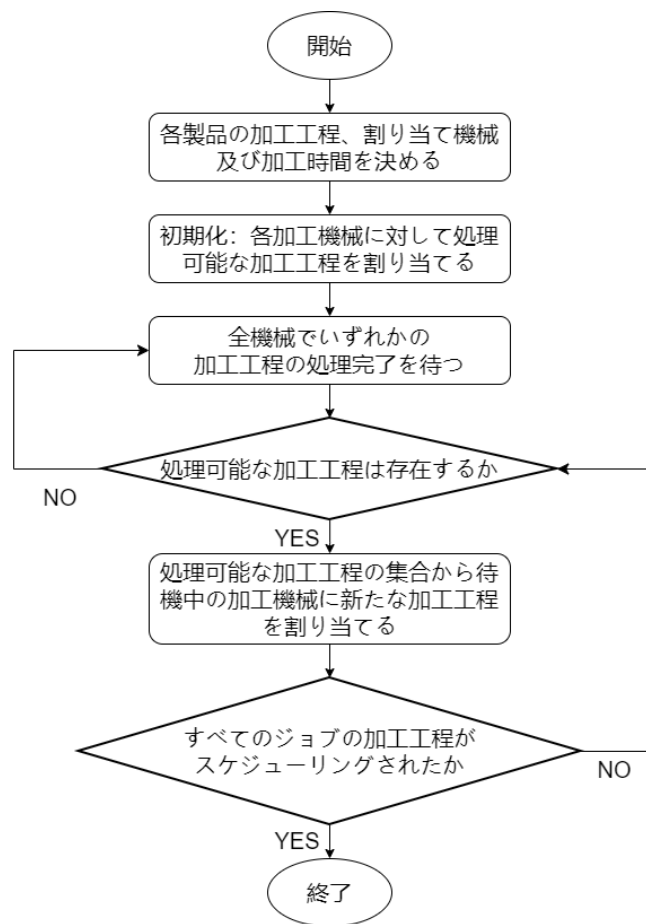 開始
各製品の加工工程、割り当て機械
及び加工時間を決める
初期化: 各加工機械に対して処理
可能な加工工程を割り当てる
全機械でいずれかの
加工工程の処理完了を待つ
処理可能な加工工程は存在するか
NO
YES
処理可能な加工工程の集合から待
機中の加工機械に新たな加工工程
を割り当てる
すべてのジョブの加工工程が
スケジューリングされたか
NO
YES
終了